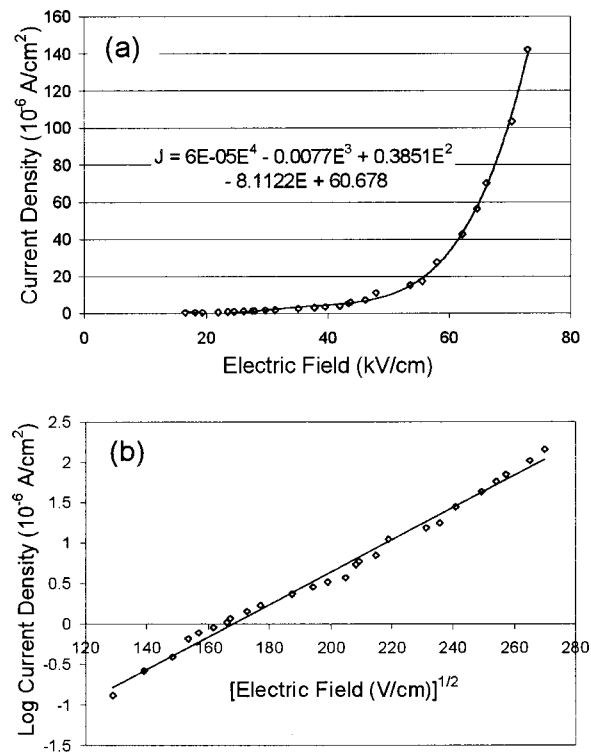 (a)
Current Density (10⁻⁶ A/cm²)
160
140
120
100
80
60
40
20
0
J = 6E-05E⁴ - 0.0077E³ + 0.3851E²
- 8.1122E + 60.678
0 20 40 60 80
Electric Field (kV/cm)
(b)
Log Current Density (10⁻⁶ A/cm²)
2.5
2
1.5
1
0.5
0
-0.5
-1
-1.5
120 140 160 180 200 220 240 260 280
[Electric Field (V/cm)]¹ᐟ²